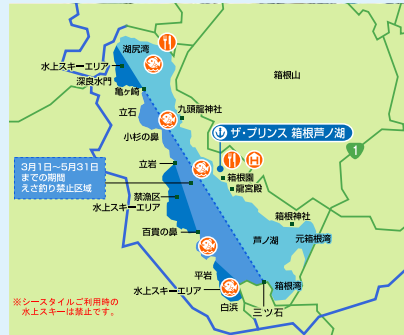 湖尻湾
水上スキーエリア
深良水門
亀ヶ崎
箱根山
立石
九頭龍神社
小杉の鼻
ザ・プリンス 箱根芦ノ湖
1
3月1日～5月31日
までの期間
えさ釣り禁止区域
立岩
箱根園
龍宮殿
禁漁区
水上スキーエリア
箱根神社
百貫の鼻
芦ノ湖
元箱根湾
平岩
水上スキーエリア
箱根湾
白浜
三ツ石
※シースタイルご利用時の
水上スキーは禁止です。